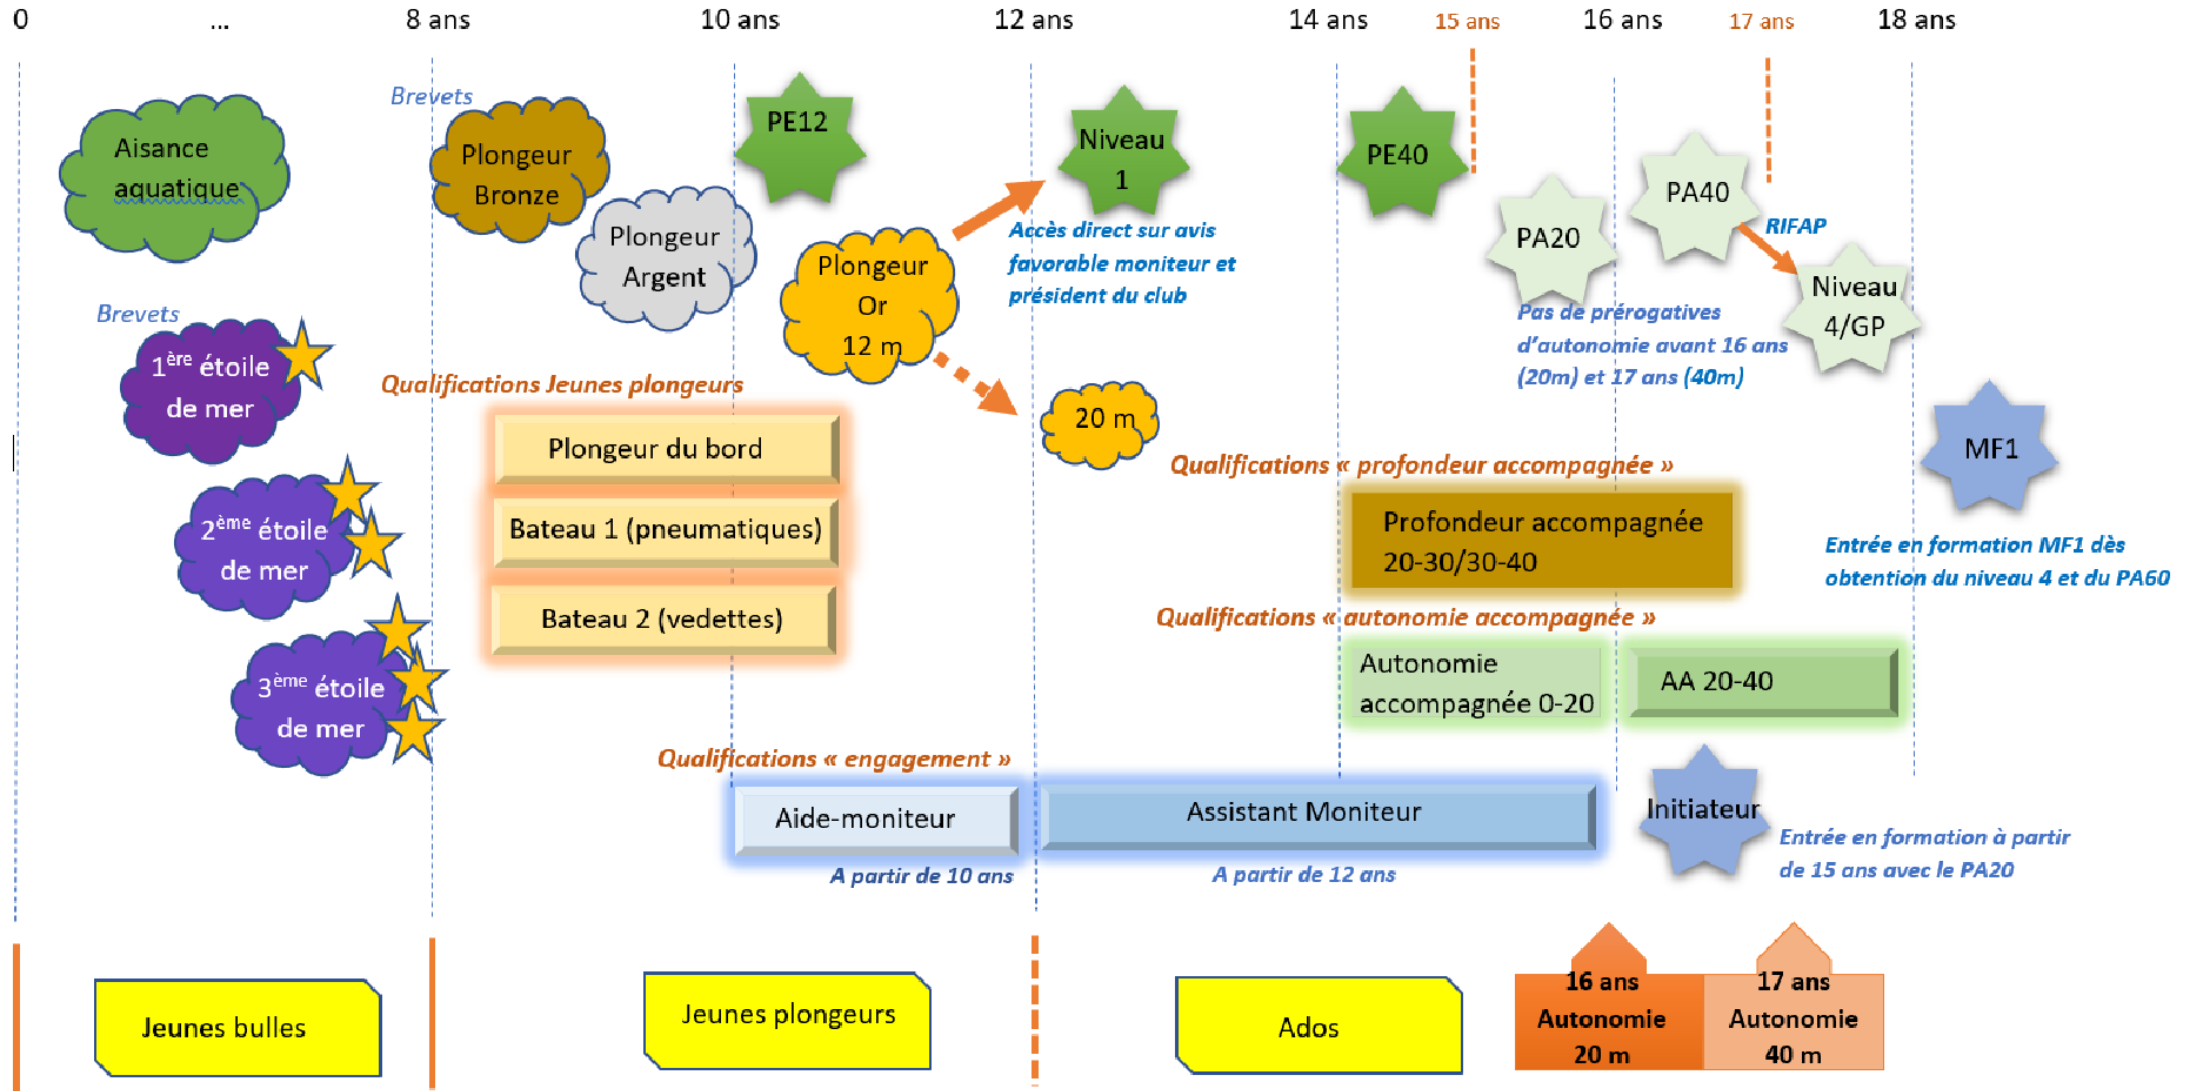 0
...
8 ans
10 ans
12 ans
14 ans
15 ans
16 ans
17 ans
18 ans
Aisance
aquatique
Brevets
Plongeur
Bronze
Plongeur
Argent
PE12
Plongeur
Or
12 m
Niveau
1
Accès direct sur avis
favorable moniteur et
président du club
20 m
PE40
PA20
PA40
RIFAP
Niveau
4/GP
Pas de prérogatives
d'autonomie avant 16 ans
(20m) et 17 ans (40m)
MF1
Entrée en formation MF1 dès
obtention du niveau 4 et du PA60
Brevets
1ère étoile
de mer
2ème étoile
de mer
3ème étoile
de mer
Qualifications Jeunes plongeurs
Plongeur du bord
Bateau 1 (pneumatiques)
Bateau 2 (vedettes)
Qualifications « profondeur accompagnée »
Profondeur accompagnée
20-30/30-40
Qualifications « autonomie accompagnée »
Autonomie
accompagnée 0-20
AA 20-40
Qualifications « engagement »
Aide-moniteur
A partir de 10 ans
Assistant Moniteur
A partir de 12 ans
Initiateur
Entrée en formation à partir
de 15 ans avec le PA20
Jeunes bulles
Jeunes plongeurs
Ados
16 ans
Autonomie
20 m
17 ans
Autonomie
40 m